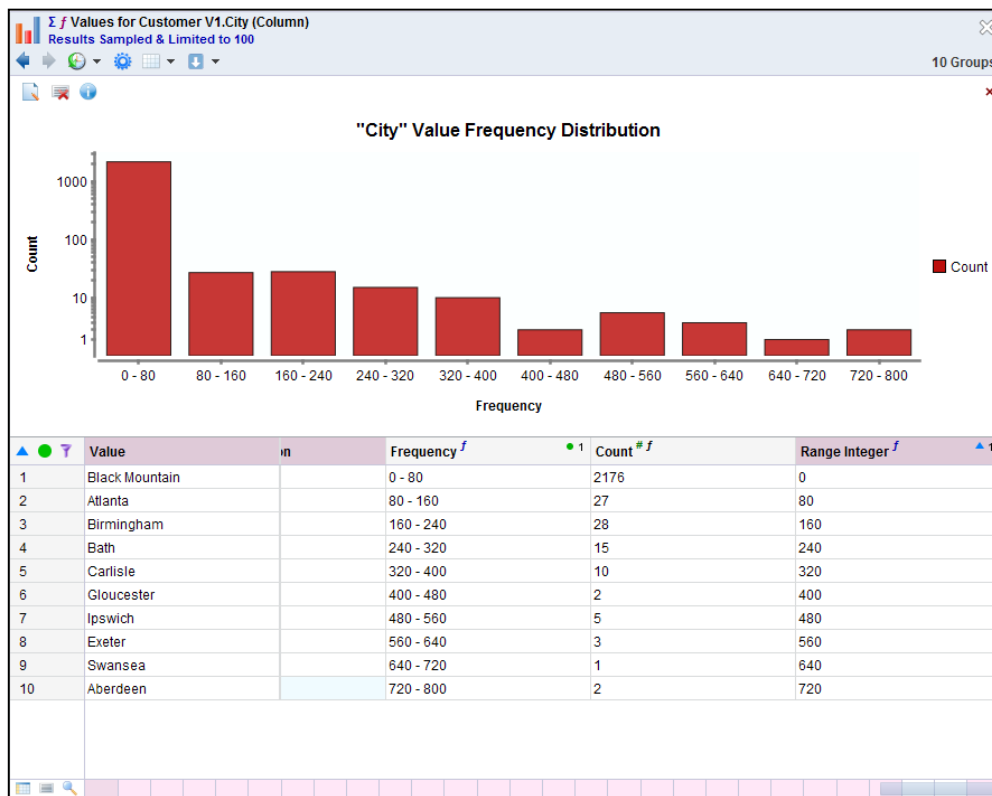 Σ ƒ Values for Customer V1.City (Column)
Results Sampled & Limited to 100
10 Groups
"City" Value Frequency Distribution
Count
1000
100
10
1
Count
0 - 80 80 - 160 160 - 240 240 - 320 320 - 400 400 - 480 480 - 560 560 - 640 640 - 720 720 - 800
Frequency
Value n Frequency ƒ 1 Count # ƒ Range Integer ƒ 1
1 Black Mountain 0 - 80 2176 0
2 Atlanta 80 - 160 27 80
3 Birmingham 160 - 240 28 160
4 Bath 240 - 320 15 240
5 Carlisle 320 - 400 10 320
6 Gloucester 400 - 480 2 400
7 Ipswich 480 - 560 5 480
8 Exeter 560 - 640 3 560
9 Swansea 640 - 720 1 640
10 Aberdeen 720 - 800 2 720